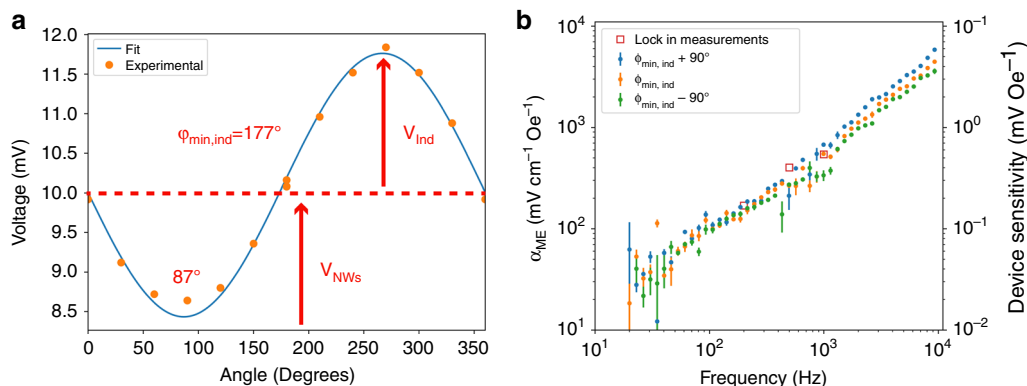 a
12.0
11.5
11.0
10.5
10.0
9.5
9.0
8.5
Voltage (mV)
Fit
Experimental
φmin,ind=177°
VInd
87°
VNWs
0
50
100
150
200
250
300
350
Angle (Degrees)
b
10⁴
10³
10²
10¹
αME (mV cm⁻¹ Oe⁻¹)
Lock in measurements
ϕmin, ind + 90°
ϕmin, ind
ϕmin, ind − 90°
10⁻¹
10⁰
10⁻¹
10⁻²
Device sensitivity (mV Oe⁻¹)
10¹
10²
10³
10⁴
Frequency (Hz)